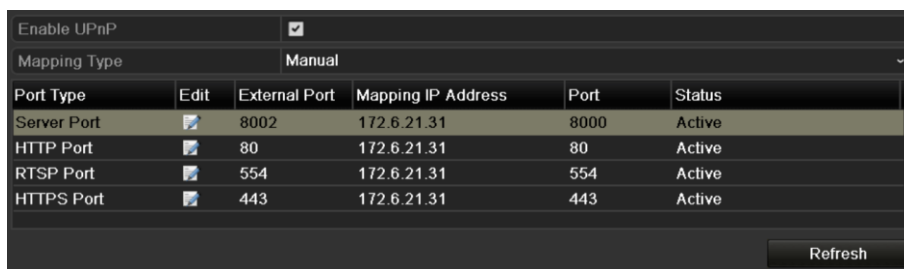 Enable UPnP
Mapping Type Manual
Port Type Edit External Port Mapping IP Address Port Status
Server Port 8002 172.6.21.31 8000 Active
HTTP Port 80 172.6.21.31 80 Active
RTSP Port 554 172.6.21.31 554 Active
HTTPS Port 443 172.6.21.31 443 Active
Refresh